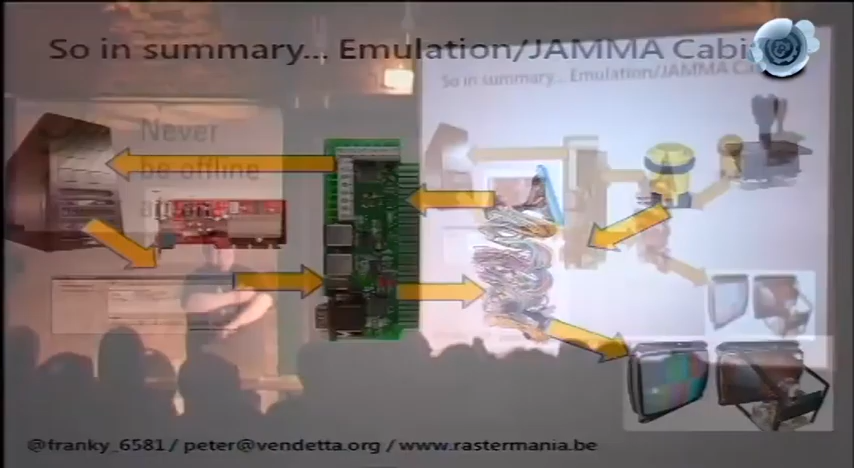 So in summary... Emulation/JAMMA Cabi
So in summary... Emulation/JAMMA Ca
Never
be offline
@franky_6581 / peter@vendetta.org / www.rastermania.be